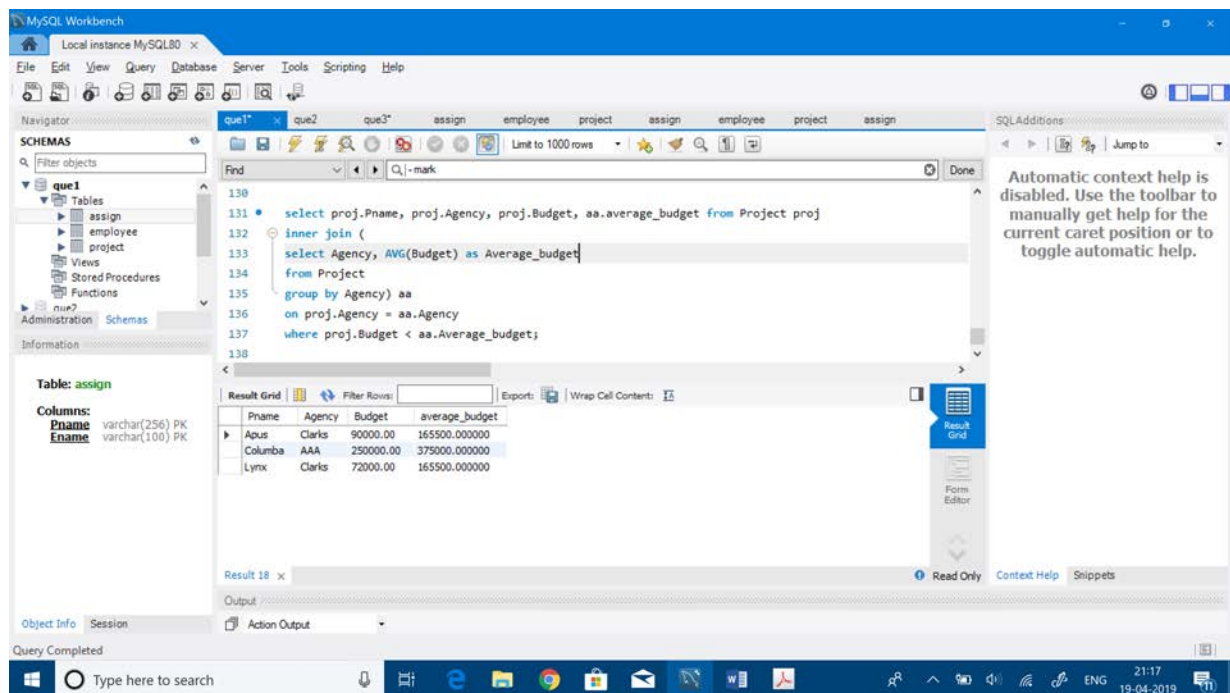 MySQL Workbench
Local instance MySQL80
File Edit View Query Database Server Tools Scripting Help
Navigator
SCHEMAS
Filter objects
que1
Tables
assign
employee
project
Views
Stored Procedures
Functions
que2
Administration Schemas
Information
Table: assign
Columns:
Pname varchar(256) PK
Ename varchar(100) PK
Object Info Session
que1* que2 que3* assign employee project assign employee project assign
Limit to 1000 rows
Find -mark Done
130
131 select proj.Pname, proj.Agency, proj.Budget, aa.average_budget from Project proj
132 inner join (
133 select Agency, AVG(Budget) as Average_budget
134 from Project
135 group by Agency) aa
136 on proj.Agency = aa.Agency
137 where proj.Budget < aa.Average_budget;
138
Result Grid Filter Rows: Export: Wrap Cell Content:
Pname Agency Budget average_budget
Apus Clarks 90000.00 165500.000000
Columba AAA 250000.00 375000.000000
Lynx Clarks 72000.00 165500.000000
Result Grid
Form Editor
Result 18 Read Only
Output
Action Output
SQLAdditions
Jump to
Automatic context help is
disabled. Use the toolbar to
manually get help for the
current caret position or to
toggle automatic help.
Context Help Snippets
Query Completed
Type here to search
ENG
21:17
19-04-2019